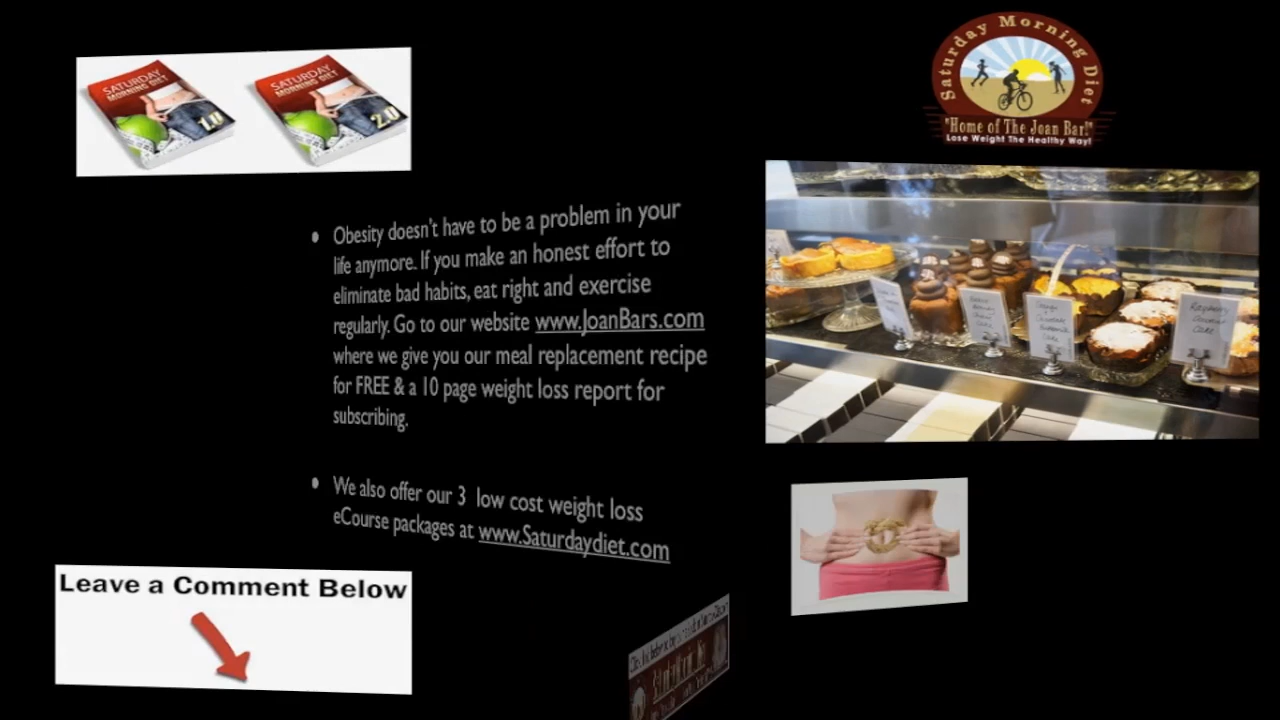 SATURDAY
MORNING DIET
1.0
SATURDAY
MORNING DIET
2.0
Saturday Morning Diet
"Home of The Joan Bar!"
Lose Weight The Healthy Way!
• Obesity doesn't have to be a problem in your
life anymore. If you make an honest effort to
eliminate bad habits, eat right and exercise
regularly. Go to our website www.JoanBars.com
where we give you our meal replacement recipe
for FREE & a 10 page weight loss report for
subscribing.
• We also offer our 3 low cost weight loss
eCourse packages at www.Saturdaydiet.com
Raspberry
Cake
Cake
Leave a Comment Below